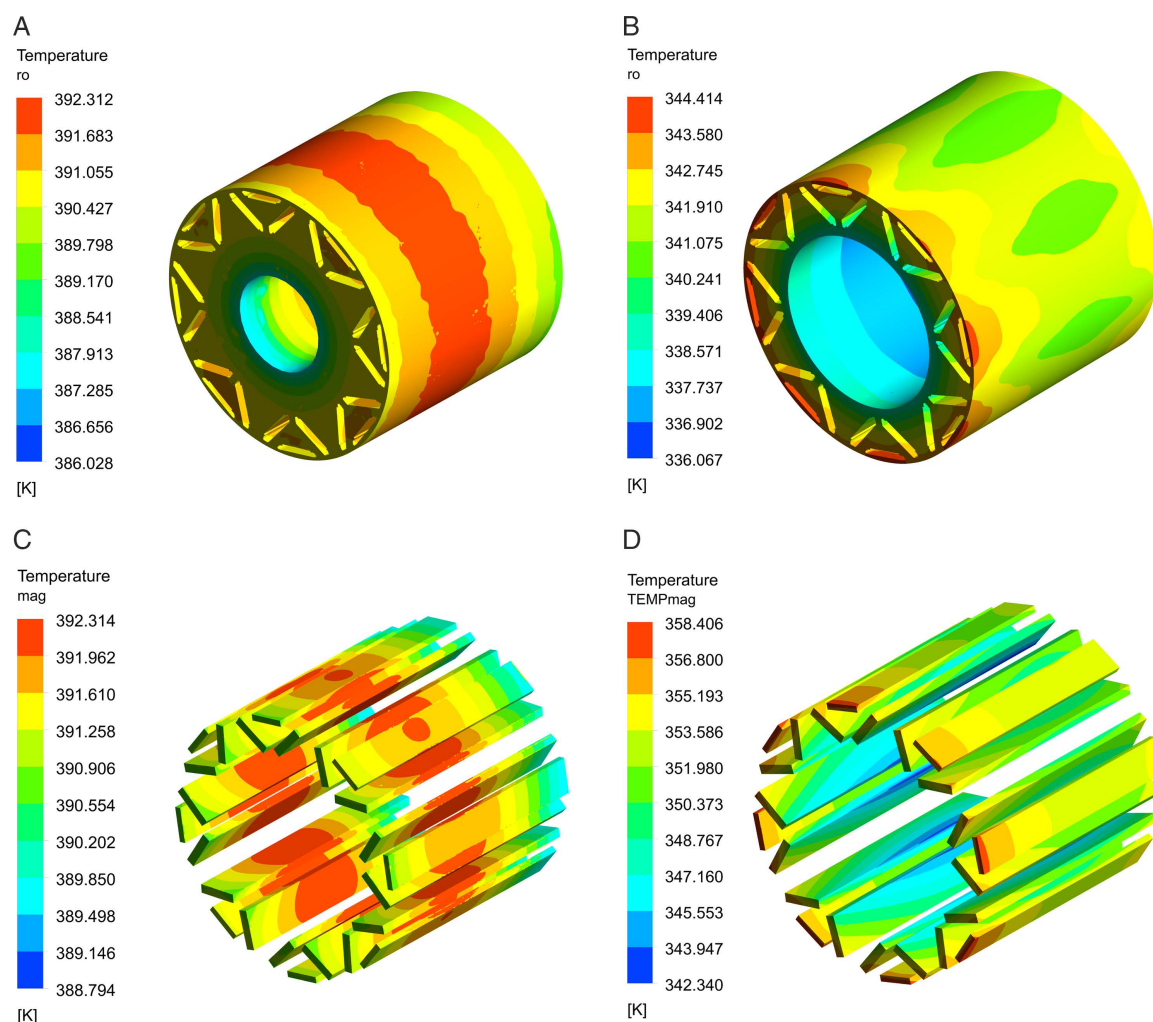 A
Temperature
ro
392.312
391.683
391.055
390.427
389.798
389.170
388.541
387.913
387.285
386.656
386.028
[K]
B
Temperature
ro
344.414
343.580
342.745
341.910
341.075
340.241
339.406
338.571
337.737
336.902
336.067
[K]
C
Temperature
mag
392.314
391.962
391.610
391.258
390.906
390.554
390.202
389.850
389.498
389.146
388.794
[K]
D
Temperature
TEMPmag
358.406
356.800
355.193
353.586
351.980
350.373
348.767
347.160
345.553
343.947
342.340
[K]